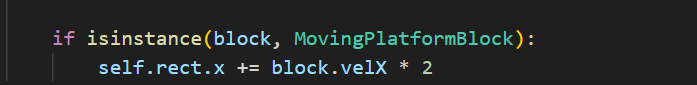 if isinstance(block, MovingPlatformBlock):
    self.rect.x += block.velX * 2